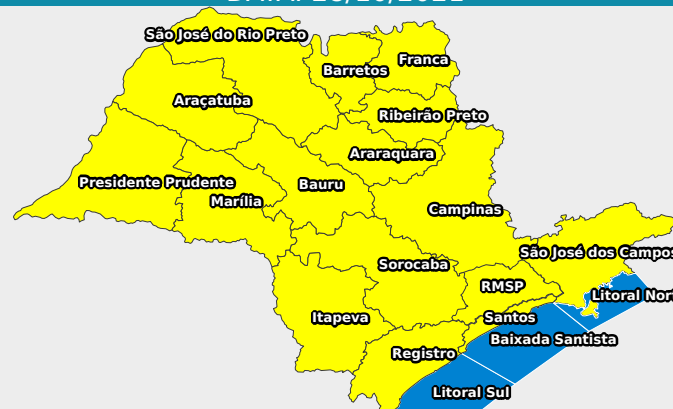 São José do Rio Preto
Franca
Barretos
Araçatuba
Ribeirão Preto
Araraquara
Presidente Prudente
Bauru
Marília
Campinas
São José dos Campos
Sorocaba
RMSP
Litoral Nort
Itapeva
Santos
Baixada Santista
Registro
Litoral Sul